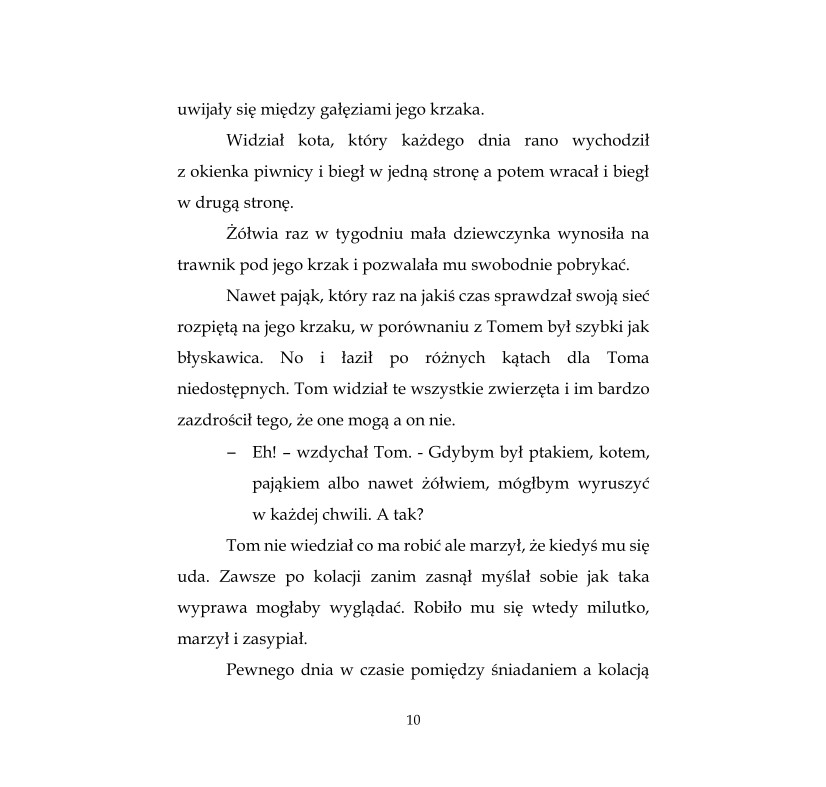 uwijały się między gałęziami jego krzaka.
Widział kota, który każdego dnia rano wychodził
z okienka piwnicy i biegł w jedną stronę a potem wracał i biegł
w drugą stronę.
Żółwia raz w tygodniu mała dziewczynka wynosiła na
trawnik pod jego krzak i pozwalała mu swobodnie pobrykać.
Nawet pająk, który raz na jakiś czas sprawdzał swoją sieć
rozpiętą na jego krzaku, w porównaniu z Tomem był szybki jak
błyskawica. No i łaził po różnych kątach dla Toma
niedostępnych. Tom widział te wszystkie zwierzęta i im bardzo
zazdrościł tego, że one mogą a on nie.
– Eh! – wzdychał Tom. - Gdybym był ptakiem, kotem,
pająkiem albo nawet żółwiem, mógłbym wyruszyć
w każdej chwili. A tak?
Tom nie wiedział co ma robić ale marzył, że kiedyś mu się
uda. Zawsze po kolacji zanim zasnął myślał sobie jak taka
wyprawa mogłaby wyglądać. Robiło mu się wtedy milutko,
marzył i zasypiał.
Pewnego dnia w czasie pomiędzy śniadaniem a kolacją
10